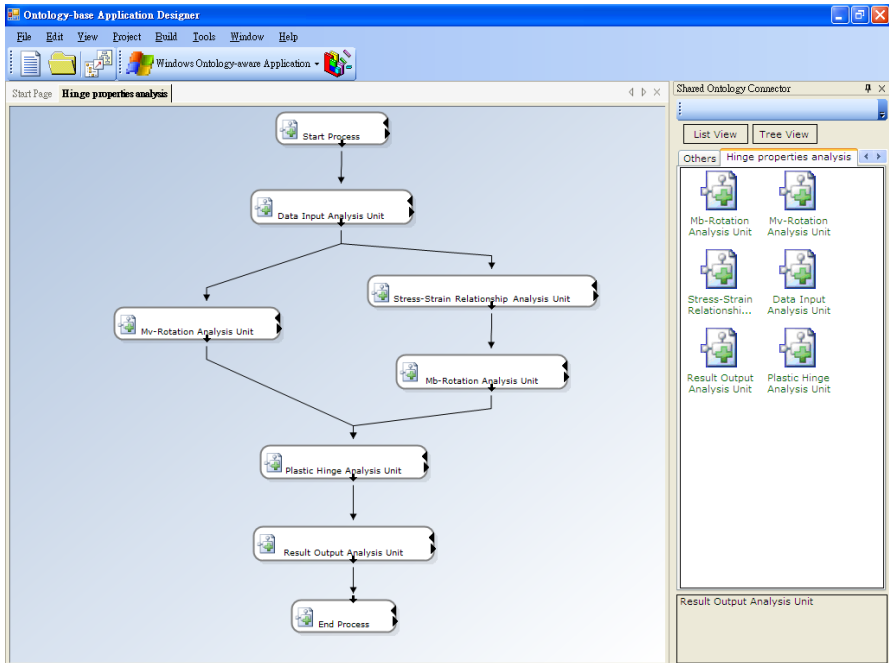 Ontology-base Application Designer
File Edit View Project Build Tools Window Help
Windows Ontology-aware Application
Start Page Hinge properties analysis
Start Process
Data Input Analysis Unit
Stress-Strain Relationship Analysis Unit
Mv-Rotation Analysis Unit
Mb-Rotation Analysis Unit
Plastic Hinge Analysis Unit
Result Output Analysis Unit
End Process
Shared Ontology Connector
List View Tree View
Others Hinge properties analysis
Mb-Rotation
Analysis Unit
Mv-Rotation
Analysis Unit
Stress-Strain
Relationshi...
Data Input
Analysis Unit
Result Output
Analysis Unit
Plastic Hinge
Analysis Unit
Result Output Analysis Unit